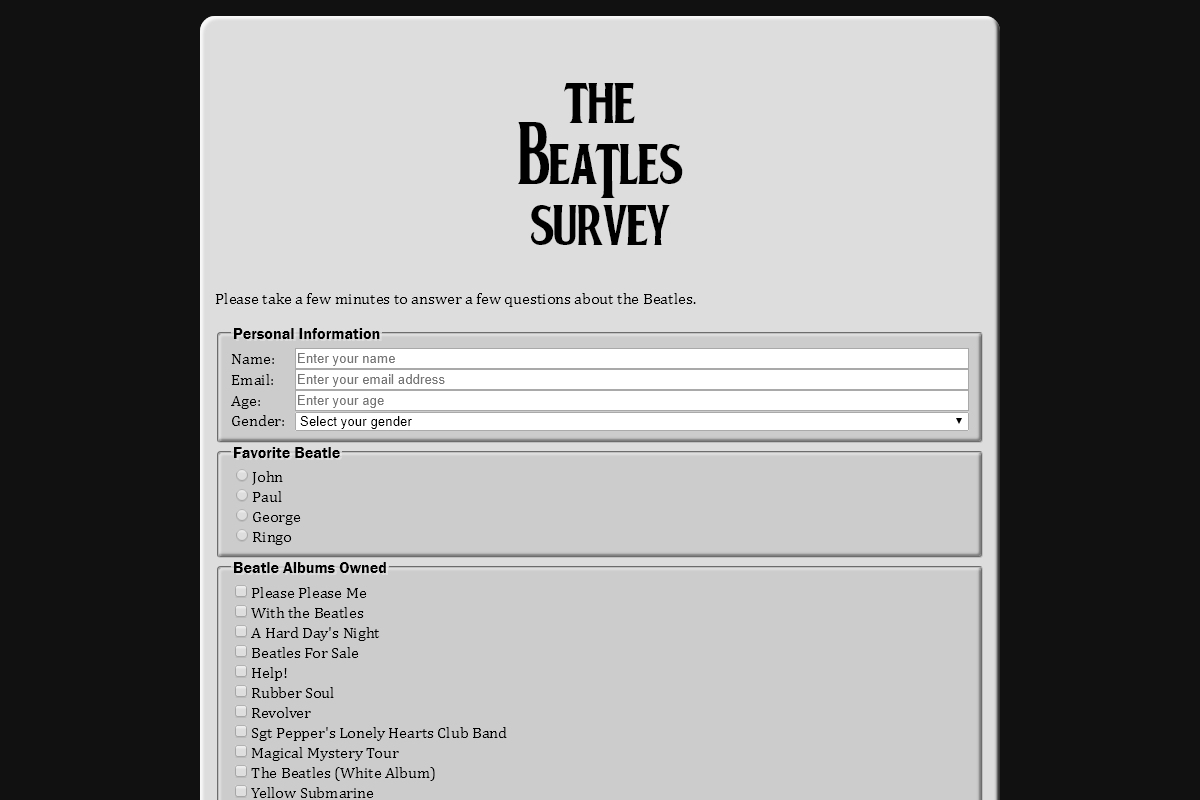 THE
BEATLES
SURVEY
Please take a few minutes to answer a few questions about the Beatles.
Personal Information
Name: Enter your name
Email: Enter your email address
Age: Enter your age
Gender: Select your gender
Favorite Beatle
John
Paul
George
Ringo
Beatle Albums Owned
Please Please Me
With the Beatles
A Hard Day's Night
Beatles For Sale
Help!
Rubber Soul
Revolver
Sgt Pepper's Lonely Hearts Club Band
Magical Mystery Tour
The Beatles (White Album)
Yellow Submarine